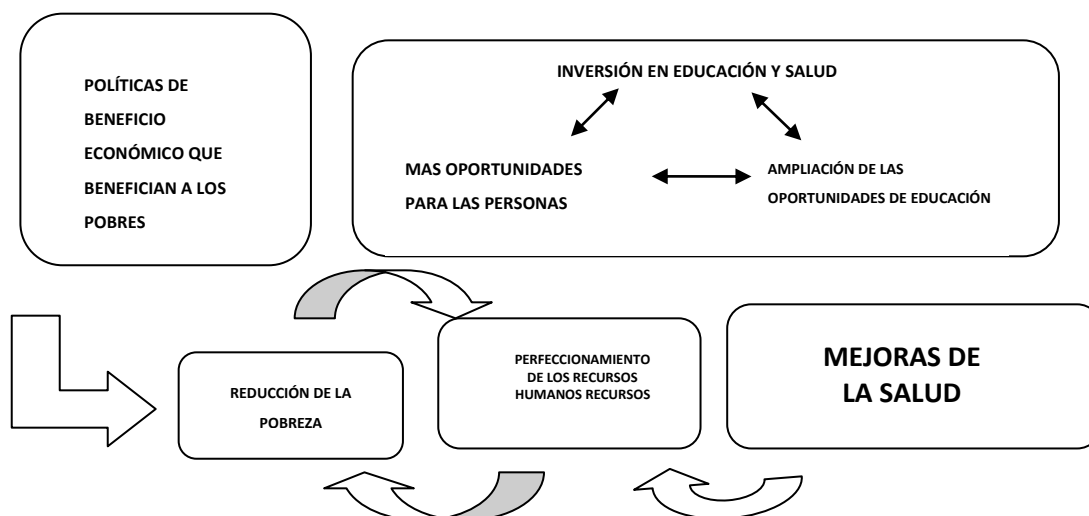 POLÍTICAS DE
BENEFICIO
ECONÓMICO QUE
BENEFICIAN A LOS
POBRES
INVERSIÓN EN EDUCACIÓN Y SALUD
MAS OPORTUNIDADES
PARA LAS PERSONAS
AMPLIACIÓN DE LAS
OPORTUNIDADES DE EDUCACIÓN
REDUCCIÓN DE LA
POBREZA
PERFECCIONAMIENTO
DE LOS RECURSOS
HUMANOS RECURSOS
MEJORAS DE
LA SALUD